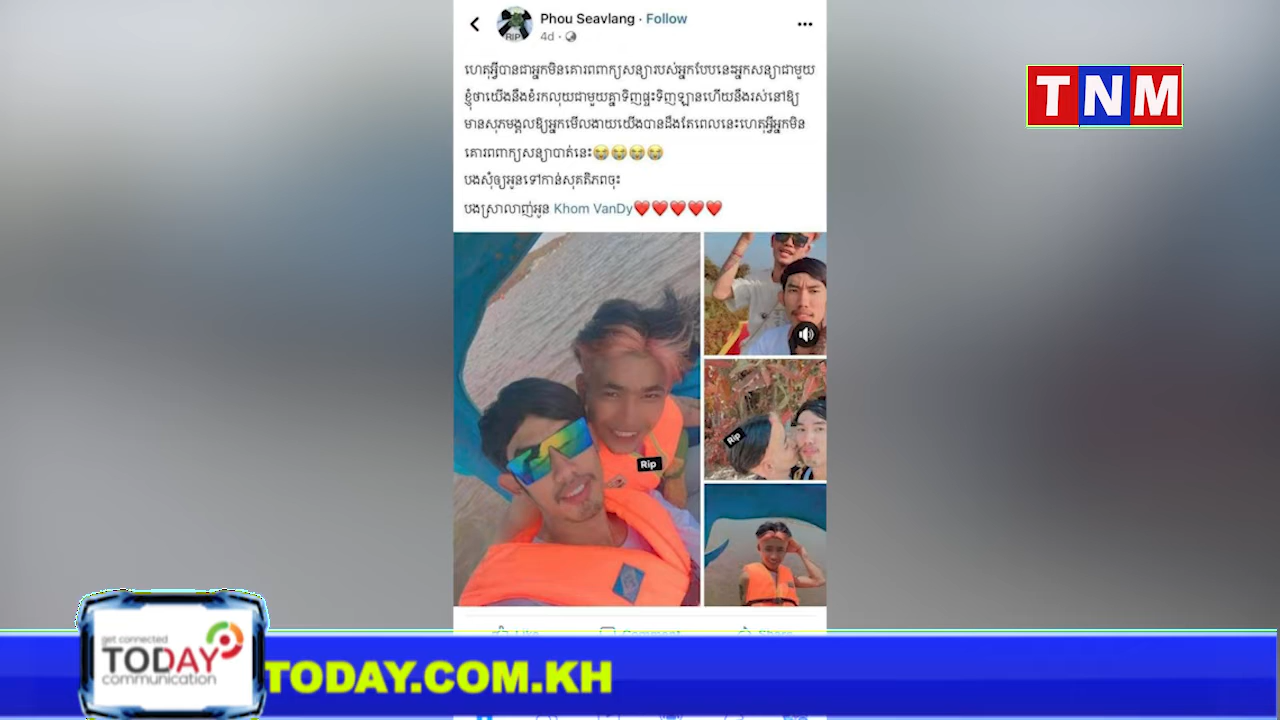 Phou Seavlang · Follow
4d ·
RIP
ហេតុអ្វីបានជាអ្នកមិនគោរពពាក្យសន្យារបស់អ្នកបែបនេះអ្នកសន្យាជាមួយ
ខ្ញុំថាយើងនឹងខំរកលុយជាមួយគ្នាទិញផ្ទះទិញឡានហើយនឹងរស់នៅឱ្យ
មានសុភមង្គលឱ្យអ្នកមើលងាយយើងបានដឹងតែពេលនេះហេតុអ្វីអ្នកមិន
គោរពពាក្យសន្យាបាត់នេះ😭😭😭😭
បងសុំឲ្យអូនទៅកាន់សុគតិភពចុះ
បងស្រលាញ់អូន Khom VanDy❤️❤️❤️❤️❤️
TNM
Rip
Rip
Like Comment Share
get connected
TODAY
communication
TODAY.COM.KH